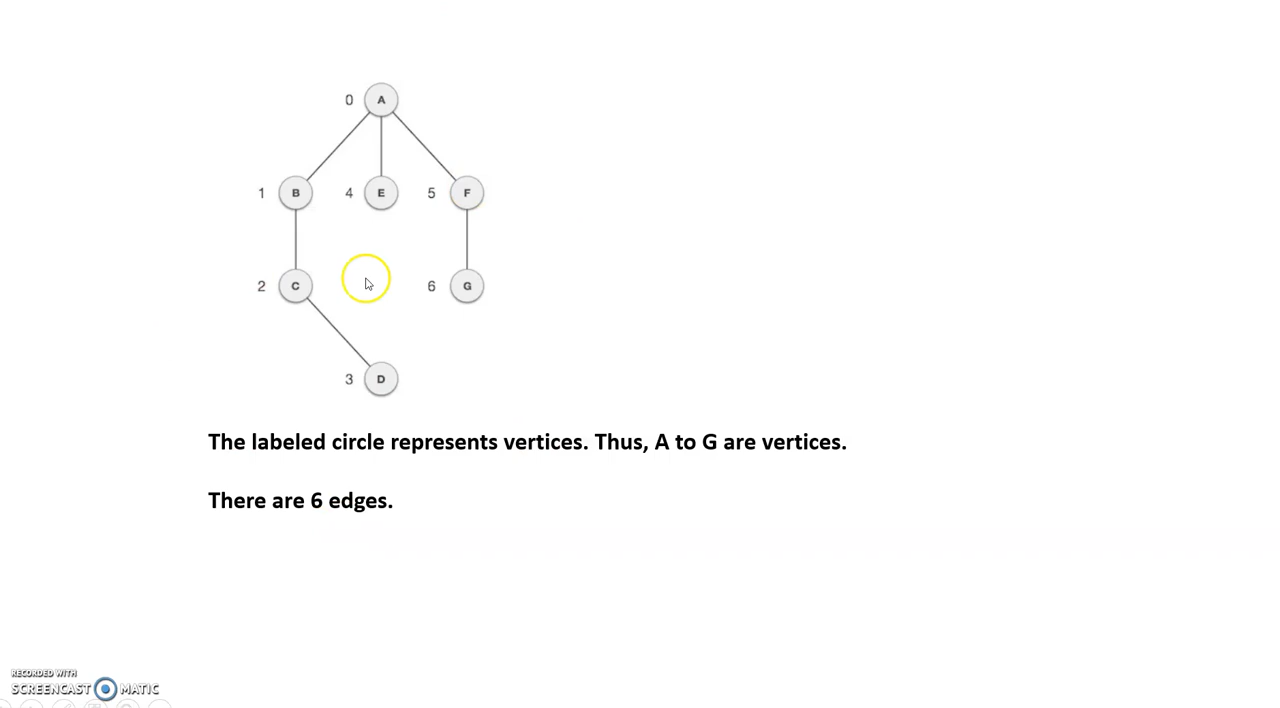 0 A
1 B 4 E 5 F
2 C 6 G
3 D
The labeled circle represents vertices. Thus, A to G are vertices.
There are 6 edges.
RECORDED WITH
SCREENCAST MATIC